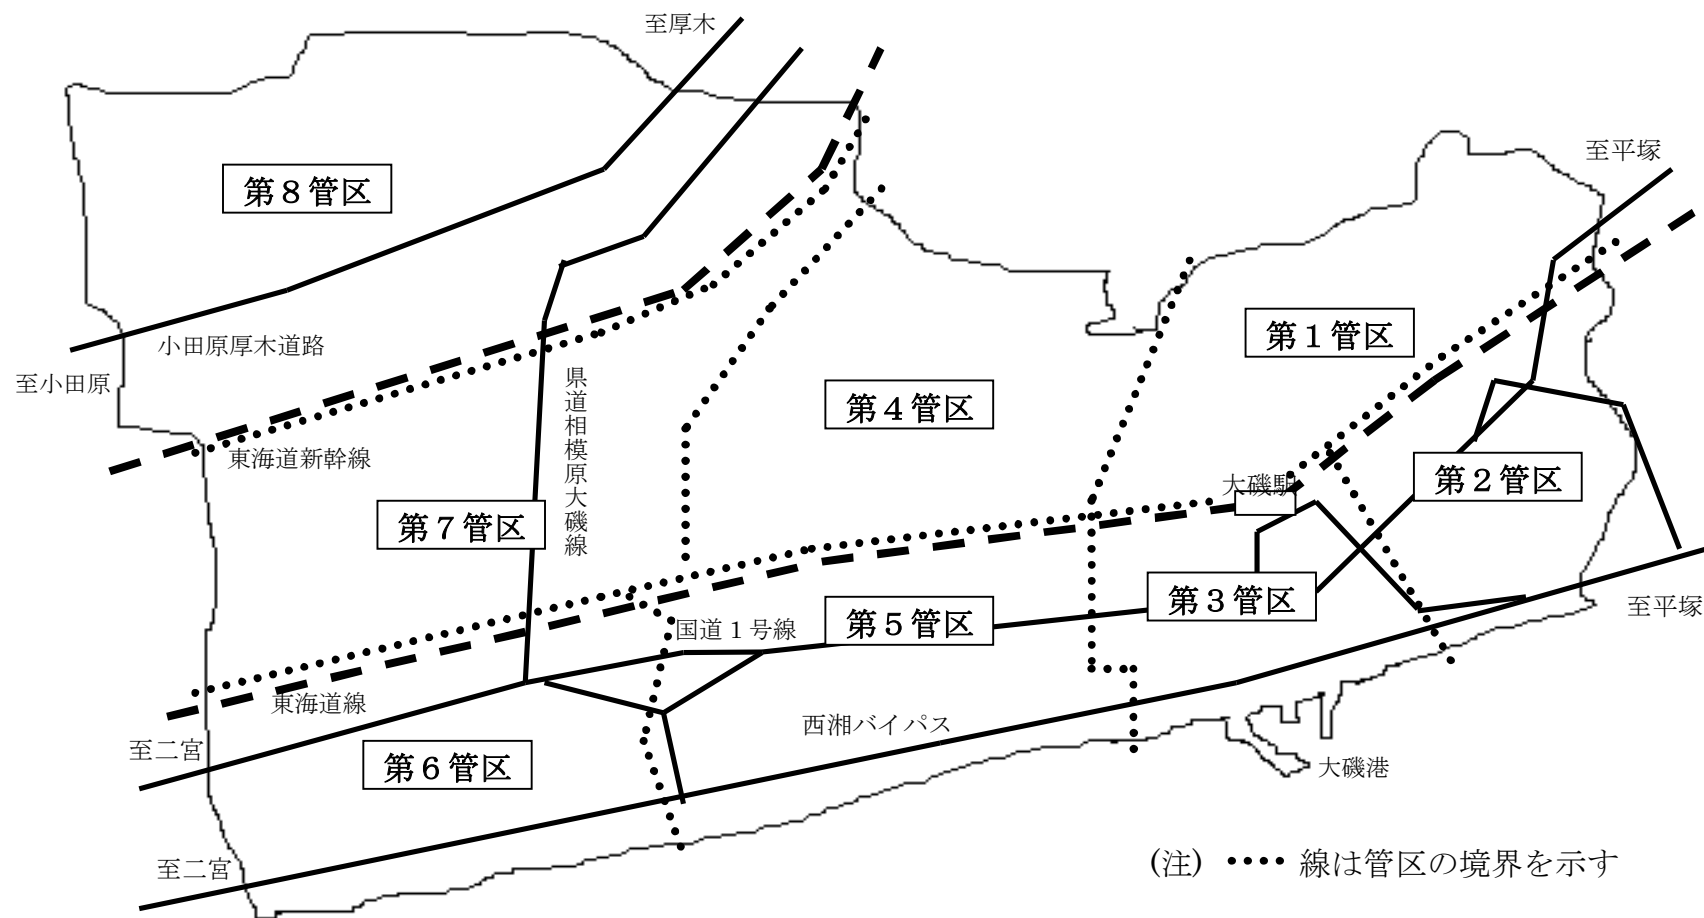 至厚木
至平塚
第８管区
第１管区
小田原厚木道路
至小田原
県道相模原大磯線
第４管区
東海道新幹線
第２管区
大磯駅
第７管区
第３管区
第５管区
至平塚
国道１号線
東海道線
西湘バイパス
至二宮
第６管区
大磯港
至二宮
(注) ・・・・ 線は管区の境界を示す